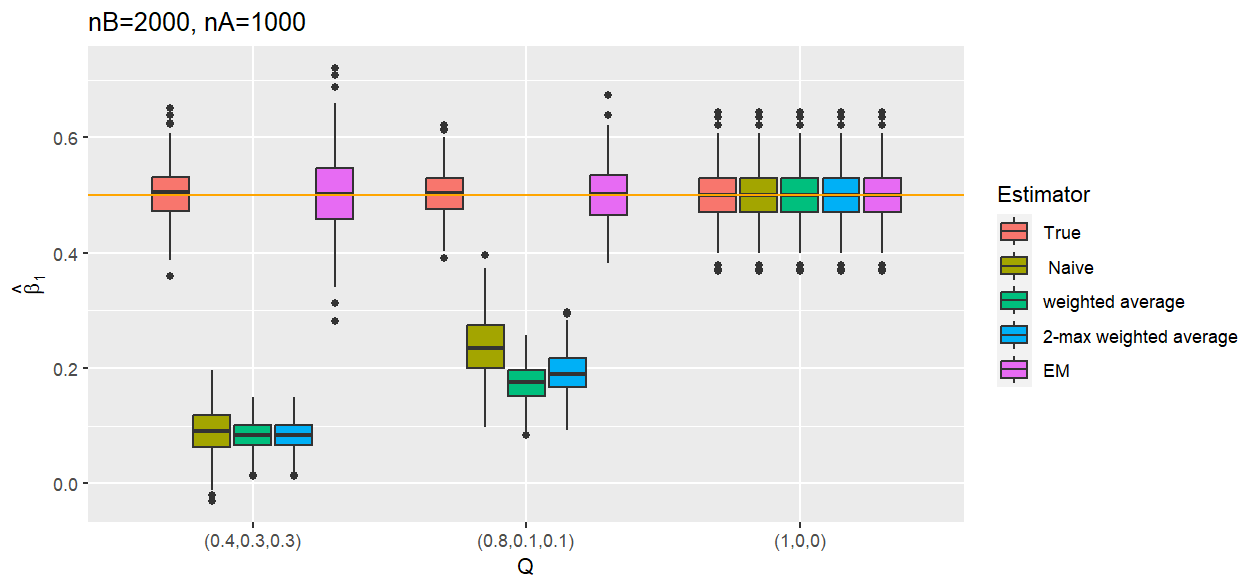 nB=2000, nA=1000
0.6
0.4
0.2
0.0
β̂1
(0.4,0.3,0.3)
(0.8,0.1,0.1)
(1,0,0)
Q
Estimator
True
Naive
weighted average
2-max weighted average
EM